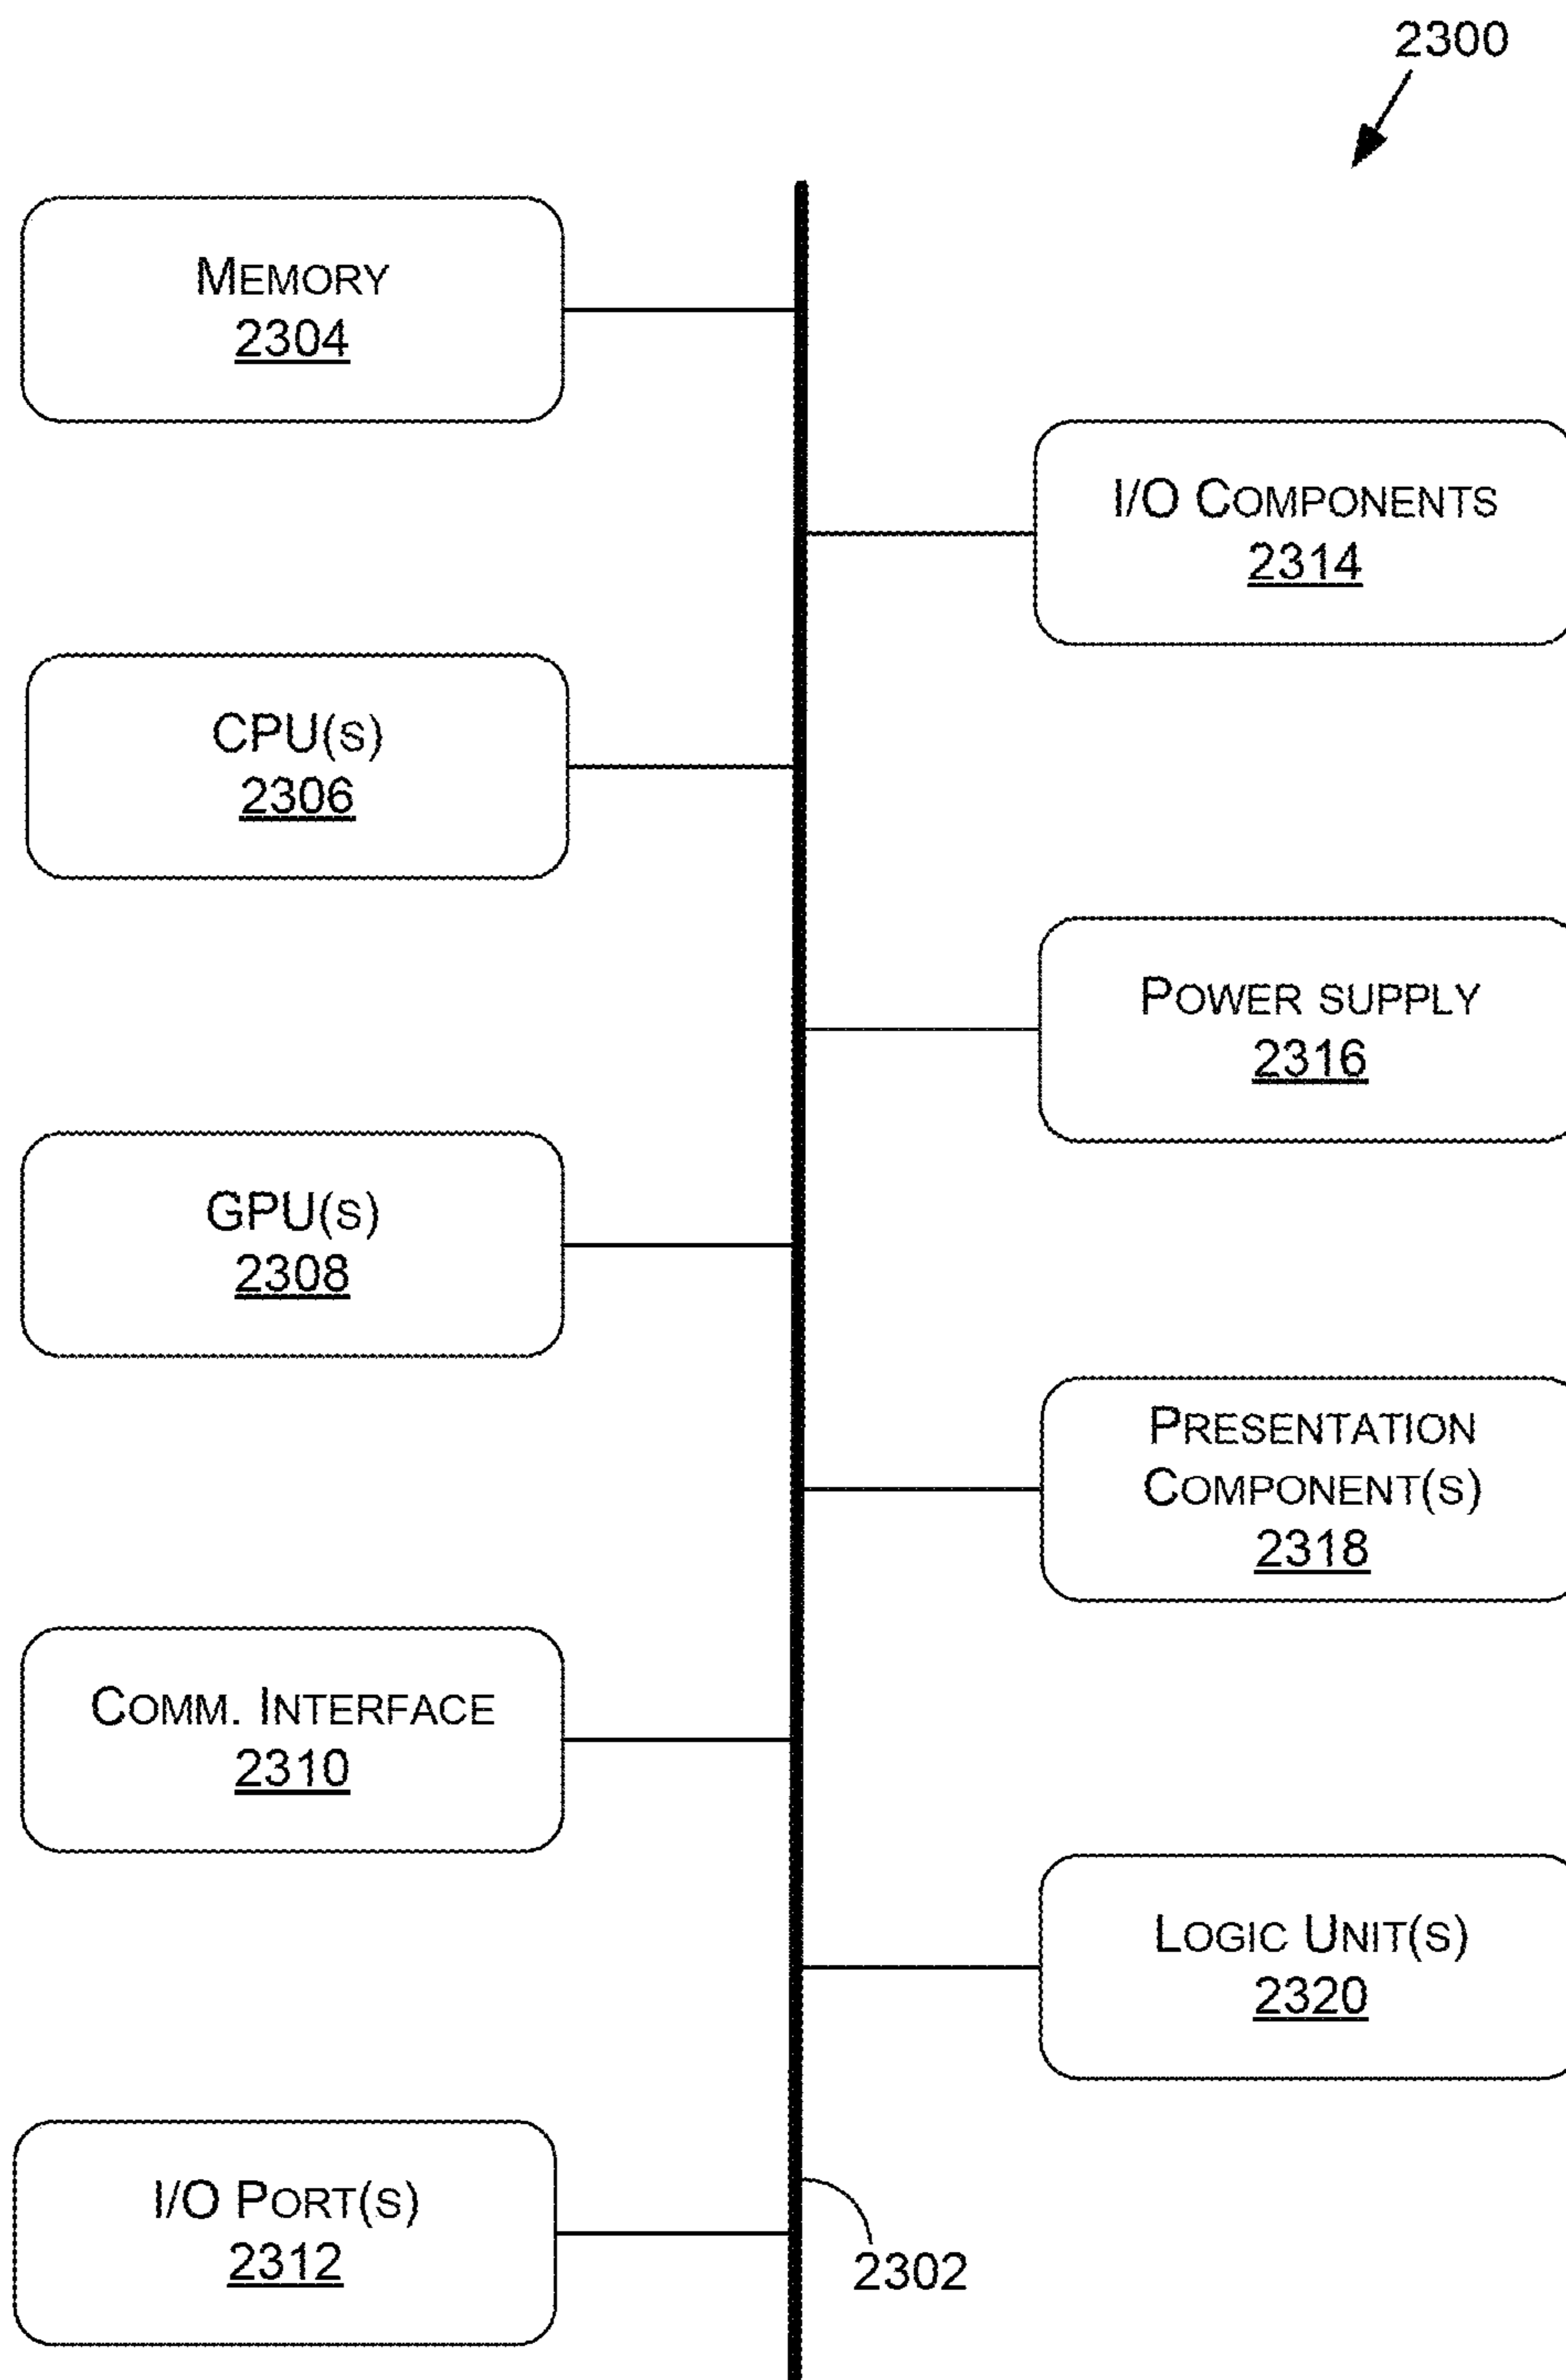 2300
MEMORY
2304
I/O COMPONENTS
2314
CPU(S)
2306
POWER SUPPLY
2316
GPU(S)
2308
PRESENTATION
COMPONENT(S)
2318
COMM. INTERFACE
2310
LOGIC UNIT(S)
2320
I/O PORT(S)
2312
2302